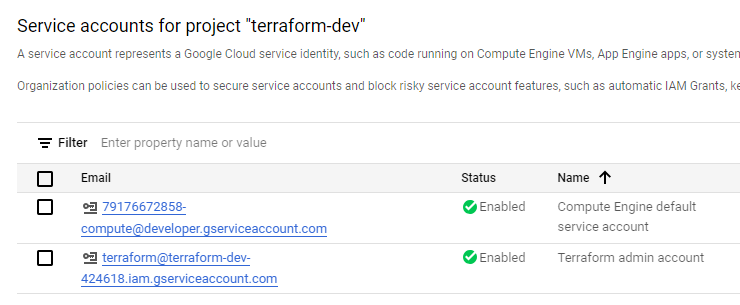 Service accounts for project "terraform-dev"
A service account represents a Google Cloud service identity, such as code running on Compute Engine VMs, App Engine apps, or system
Organization policies can be used to secure service accounts and block risky service account features, such as automatic IAM Grants, ke
Filter Enter property name or value
Email Status Name
79176672858- Enabled Compute Engine default
compute@developer.gserviceaccount.com service account
terraform@terraform-dev- Enabled Terraform admin account
424618.iam.gserviceaccount.com